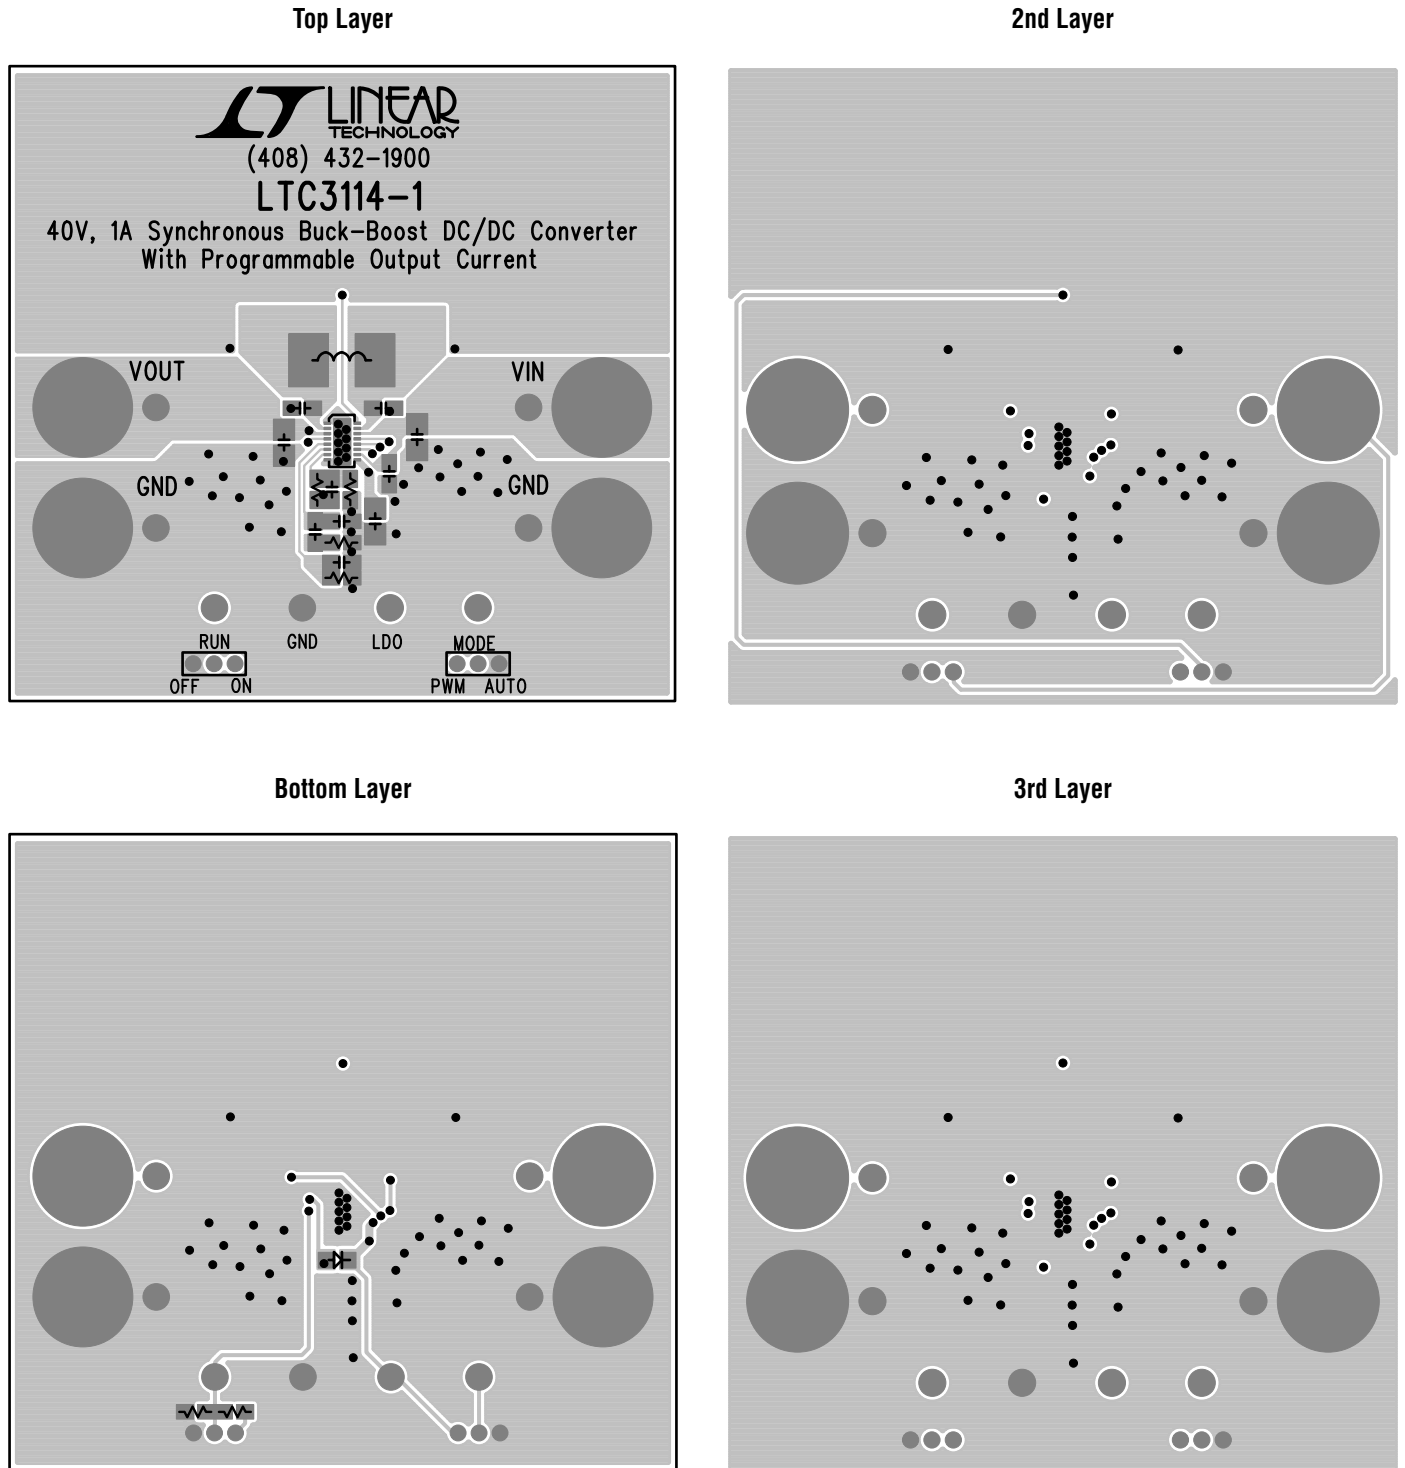 Top Layer
2nd Layer
LT LINEAR
TECHNOLOGY
(408) 432-1900
LTC3114-1
40V, 1A Synchronous Buck-Boost DC/DC Converter
With Programmable Output Current
VOUT
VIN
GND
GND
RUN
GND
LDO
MODE
OFF
ON
PWM
AUTO
Bottom Layer
3rd Layer